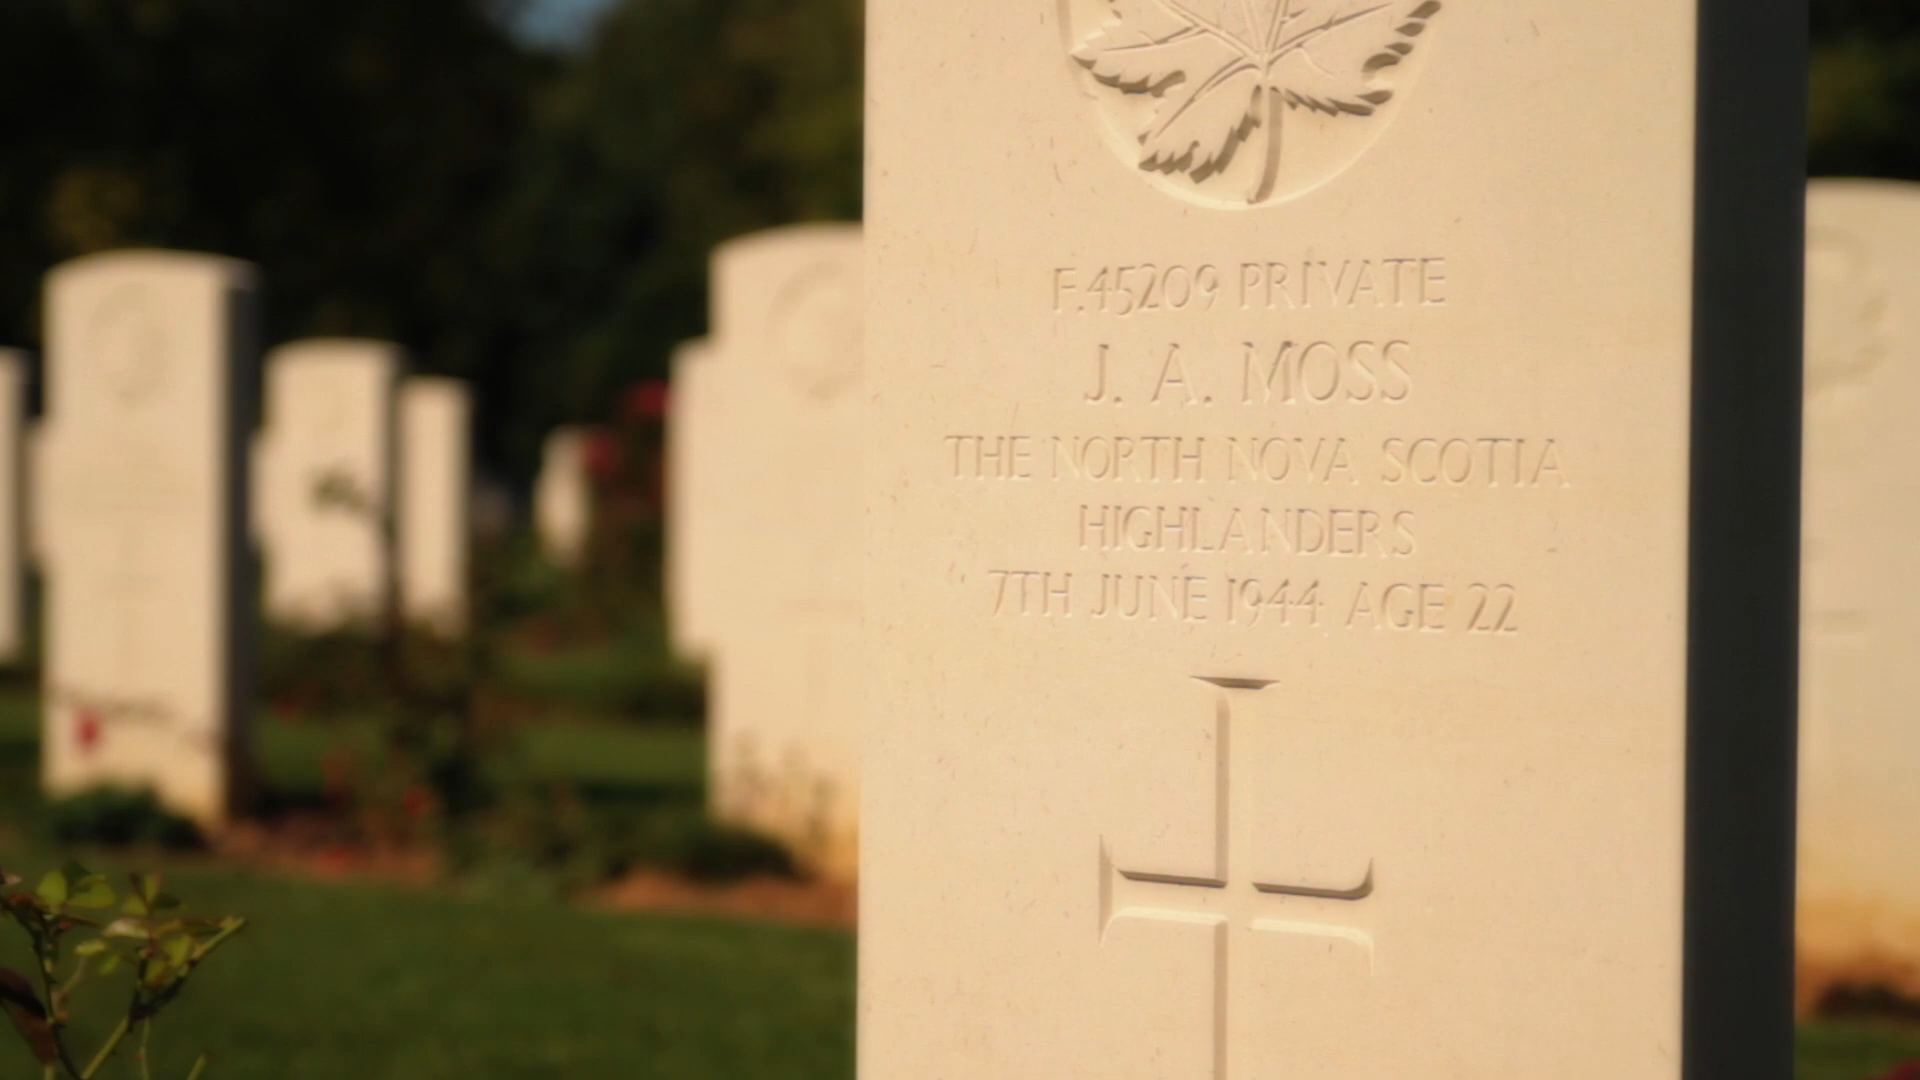 F.45209 PRIVATE
J. A. MOSS
THE NORTH NOVA SCOTIA
HIGHLANDERS
7TH JUNE 1944 AGE 22